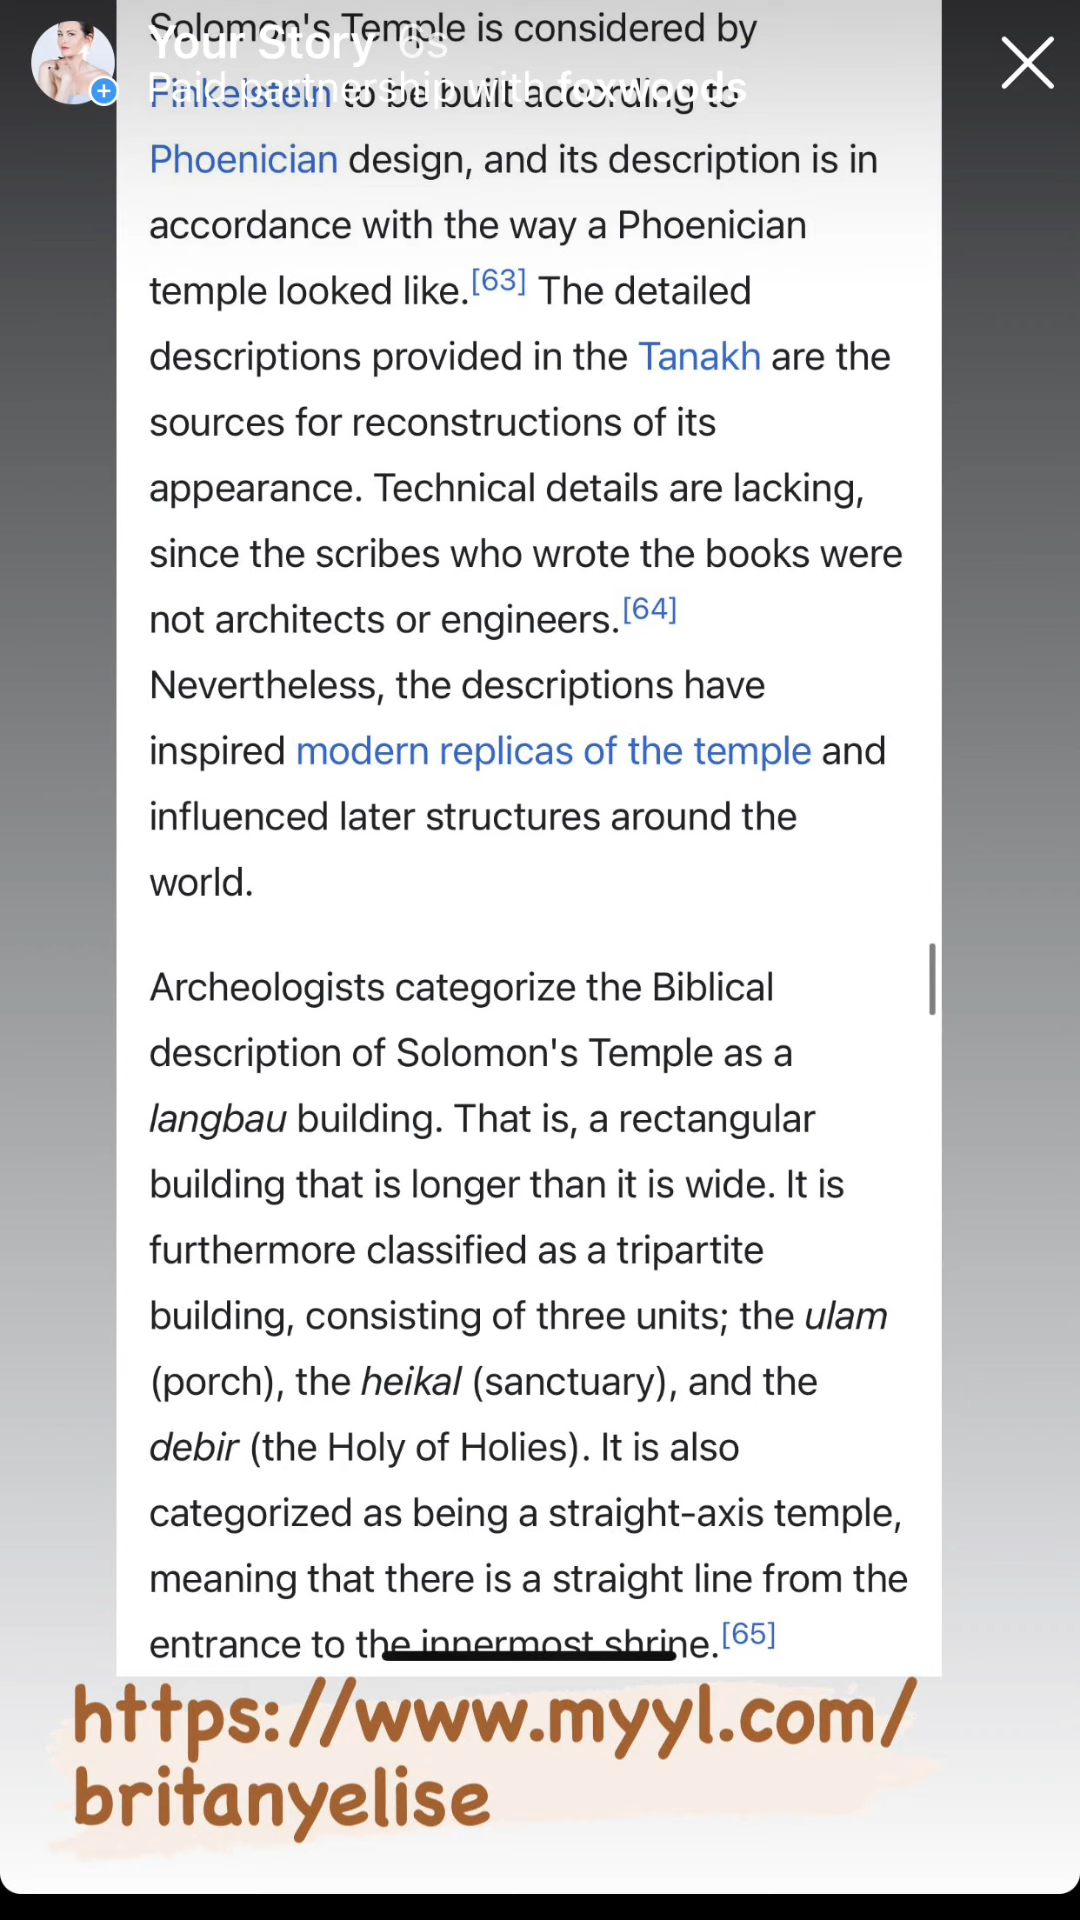 Solomon's Temple is considered by
Your Story 6s
Finkelstein to be built according to
Paid partnership with foxwoods
Phoenician design, and its description is in
accordance with the way a Phoenician
temple looked like.[63] The detailed
descriptions provided in the Tanakh are the
sources for reconstructions of its
appearance. Technical details are lacking,
since the scribes who wrote the books were
not architects or engineers.[64]
Nevertheless, the descriptions have
inspired modern replicas of the temple and
influenced later structures around the
world.
Archeologists categorize the Biblical
description of Solomon's Temple as a
langbau building. That is, a rectangular
building that is longer than it is wide. It is
furthermore classified as a tripartite
building, consisting of three units; the ulam
(porch), the heikal (sanctuary), and the
debir (the Holy of Holies). It is also
categorized as being a straight-axis temple,
meaning that there is a straight line from the
entrance to the innermost shrine.[65]
https://www.myyl.com/
britanyelise